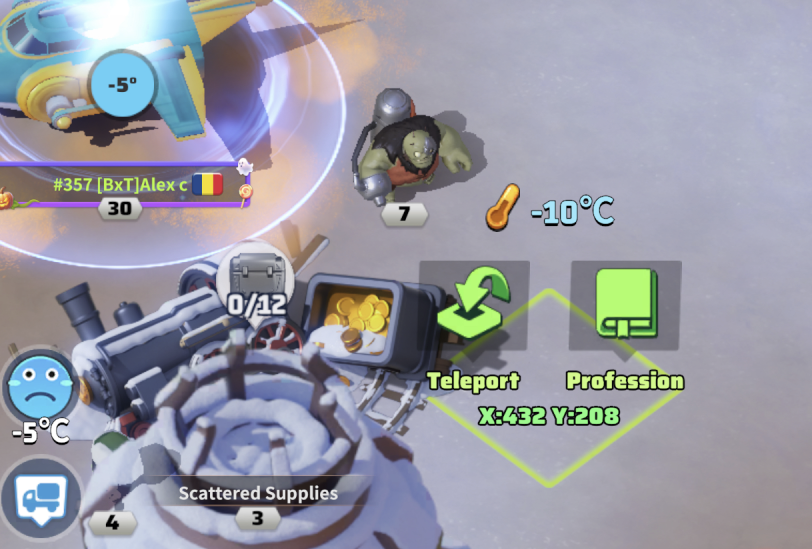 -5°
#357 [BxT]Alex c
30
7
-10°C
0/12
Teleport
Profession
X:432 Y:208
-5°C
Scattered Supplies
3
4